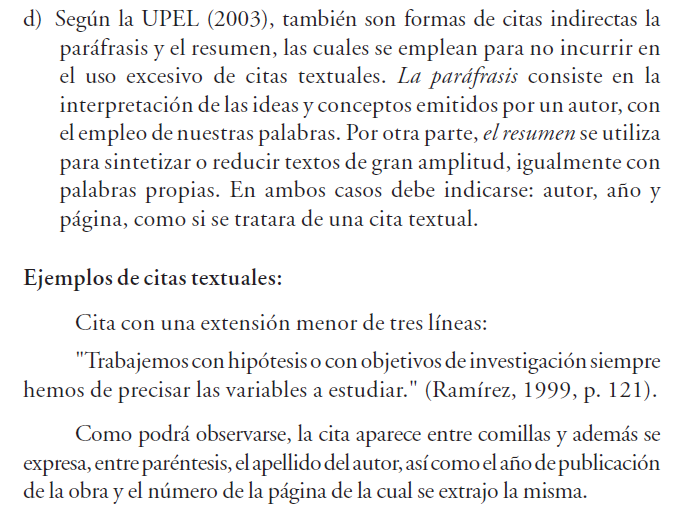 d) Según la UPEL (2003), también son formas de citas indirectas la
paráfrasis y el resumen, las cuales se emplean para no incurrir en
el uso excesivo de citas textuales. La paráfrasis consiste en la
interpretación de las ideas y conceptos emitidos por un autor, con
el empleo de nuestras palabras. Por otra parte, el resumen se utiliza
para sintetizar o reducir textos de gran amplitud, igualmente con
palabras propias. En ambos casos debe indicarse: autor, año y
página, como si se tratara de una cita textual.
Ejemplos de citas textuales:
Cita con una extensión menor de tres líneas:
"Trabajemos con hipótesis o con objetivos de investigación siempre
hemos de precisar las variables a estudiar." (Ramírez, 1999, p. 121).
Como podrá observarse, la cita aparece entre comillas y además se
expresa, entre paréntesis, el apellido del autor, así como el año de publicación
de la obra y el número de la página de la cual se extrajo la misma.